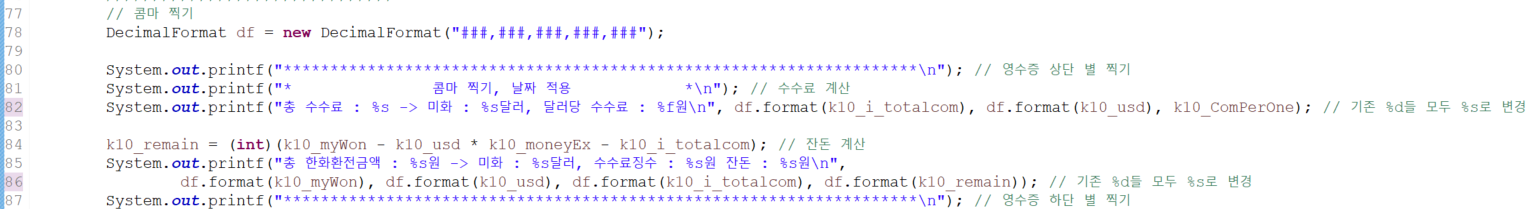 77 // 콤마 찍기
78 DecimalFormat df = new DecimalFormat("###,###,###,###,###");
79
80 System.out.printf("********************************************************************\n"); // 영수증 상단 별 찍기
81 System.out.printf("*               콤마 찍기, 날짜 적용            *\n"); // 수수료 계산
82 System.out.printf("총 수수료 : %s -> 미화 : %s달러, 달러당 수수료 : %f원\n", df.format(k10_i_totalcom), df.format(k10_usd), k10_ComPerOne); // 기존 %d들 모두 %s로 변경
83
84 k10_remain = (int)(k10_myWon - k10_usd * k10_moneyEx - k10_i_totalcom); // 잔돈 계산
85 System.out.printf("총 한화환전금액 : %s원 -> 미화 : %s달러, 수수료징수 : %s원 잔돈 : %s원\n",
86 df.format(k10_myWon), df.format(k10_usd), df.format(k10_i_totalcom), df.format(k10_remain)); // 기존 %d들 모두 %s로 변경
87 System.out.printf("********************************************************************\n"); // 영수증 하단 별 찍기